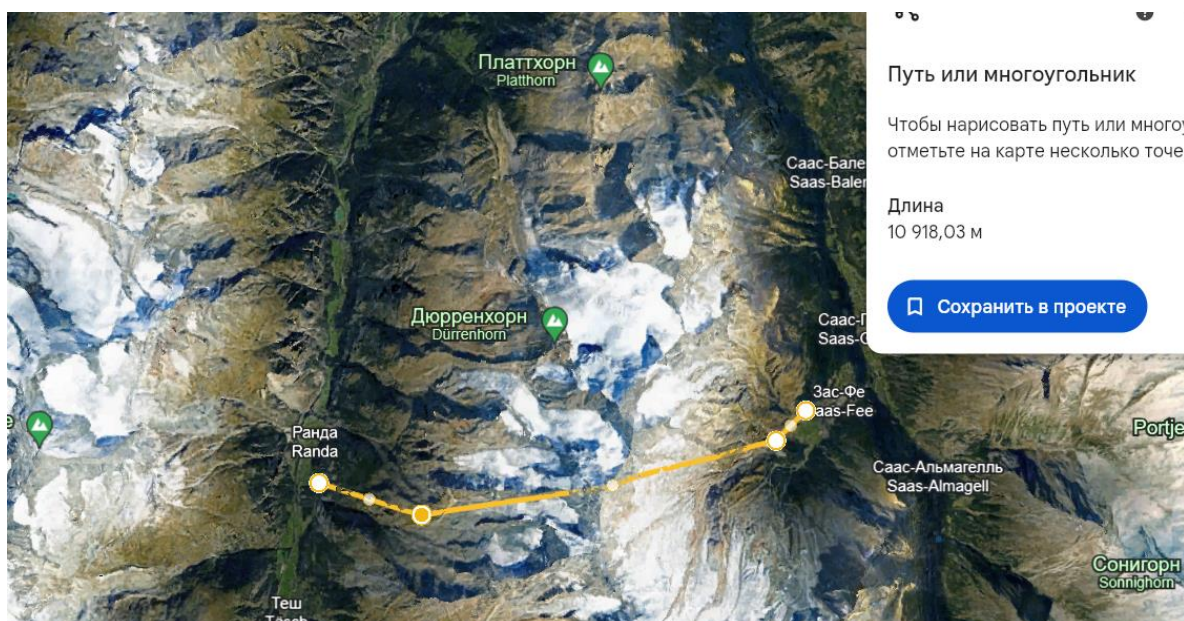 Платтхорн
Platthorn
Саас-Бале
Saas-Baler
Дюрренхорн
Dürrenhorn
Саас-Г
Saas-G
Зас-Фе
aas-Fee
Ранда
Randa
Portje
Саас-Альмагелль
Saas-Almagell
Сонигорн
Sonnighorn
Теш
Täsch
e
Путь или многоугольник
Чтобы нарисовать путь или многоу
отметьте на карте несколько точе
Длина
10 918,03 м
Сохранить в проекте